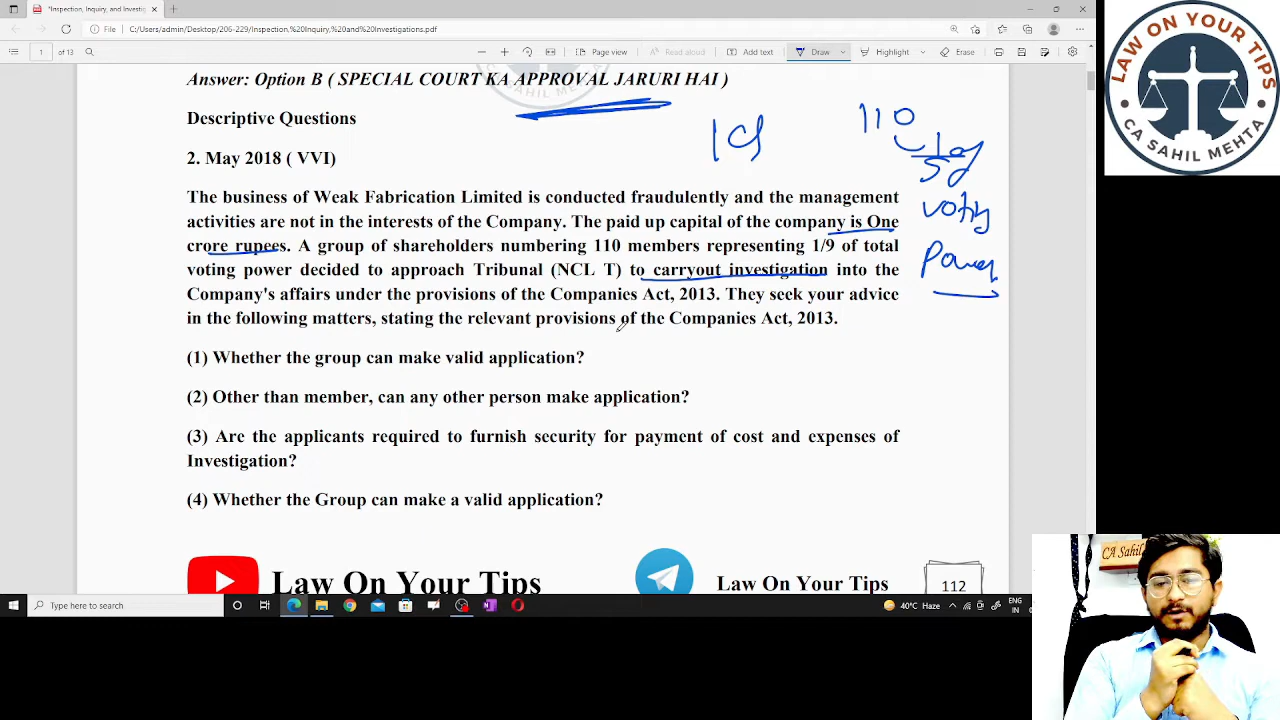 *Inspection, Inquiry, and Investig
File
C:/Users/admin/Desktop/206-229/Inspection,%20Inquiry,%20and%20Investigations.pdf
1 of 13
Page view
Read aloud
Add text
Draw
Highlight
Erase
LAW ON YOUR TIPS
CA SAHIL MEHTA
Answer: Option B ( SPECIAL COURT KA APPROVAL JARURI HAI )
Descriptive Questions
2. May 2018 ( VVI)
The business of Weak Fabrication Limited is conducted fraudulently and the management
activities are not in the interests of the Company. The paid up capital of the company is One
crore rupees. A group of shareholders numbering 110 members representing 1/9 of total
voting power decided to approach Tribunal (NCL T) to carryout investigation into the
Company's affairs under the provisions of the Companies Act, 2013. They seek your advice
in the following matters, stating the relevant provisions of the Companies Act, 2013.
(1) Whether the group can make valid application?
(2) Other than member, can any other person make application?
(3) Are the applicants required to furnish security for payment of cost and expenses of
Investigation?
(4) Whether the Group can make a valid application?
110
1/5 of
voting
Power
Law On Your Tips
Law On Your Tips
112
CA Sahil
Type here to search
40°C Haze
ENG
IN